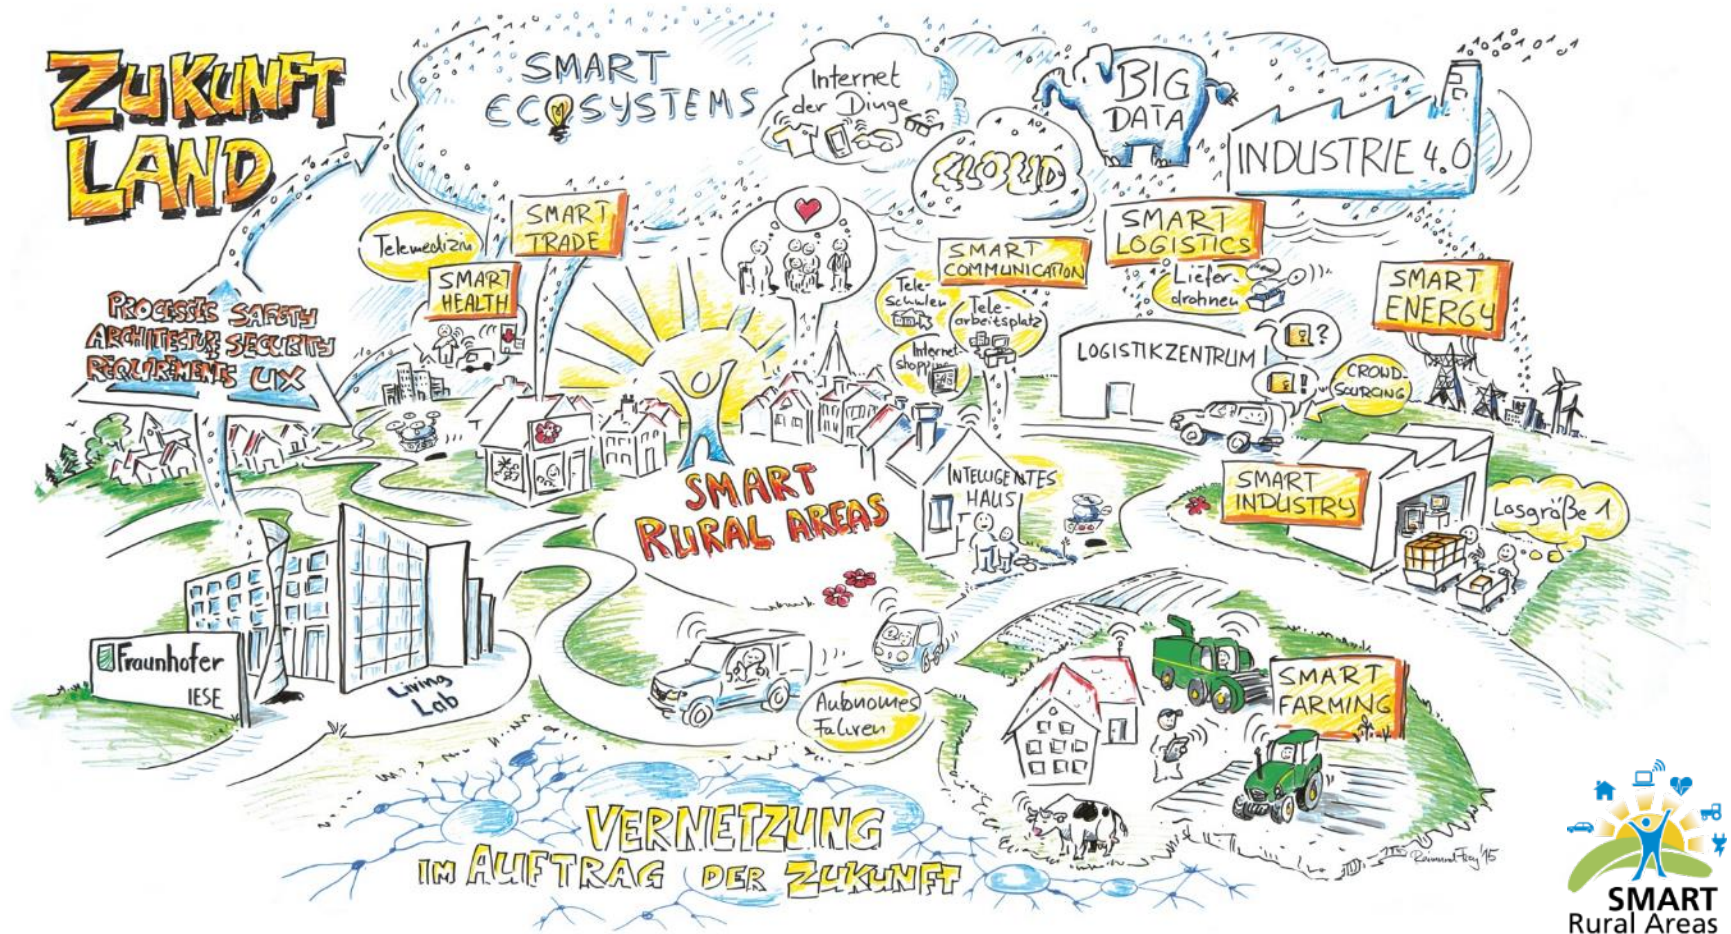 ZUKUNFT
LAND
SMART
ECOSYSTEMS
Internet
der Dinge
CLOUD
BIG
DATA
INDUSTRIE 4.0
Telemedizin
SMART
TRADE
SMART
HEALTH
SMART
COMMUNICATION
SMART
LOGISTICS
Liefer-
drohnen
SMART
ENERGY
PROCESSES SAFETY
ARCHITECTURE SECURITY
REQUIREMENTS UX
Tele-
Schulen
Tele-
arbeitsplatz
Internet-
shopping
LOGISTIKZENTRUM
?
!
CROWD-
SOURCING
SMART
RURAL AREAS
INTELLIGENTES
HAUS
SMART
INDUSTRY
Losgröße 1
Fraunhofer
IESE
Living
Lab
Autonomes
Fahren
SMART
FARMING
VERNETZUNG
IM AUFTRAG DER ZUKUNFT
'15
SMART
Rural Areas